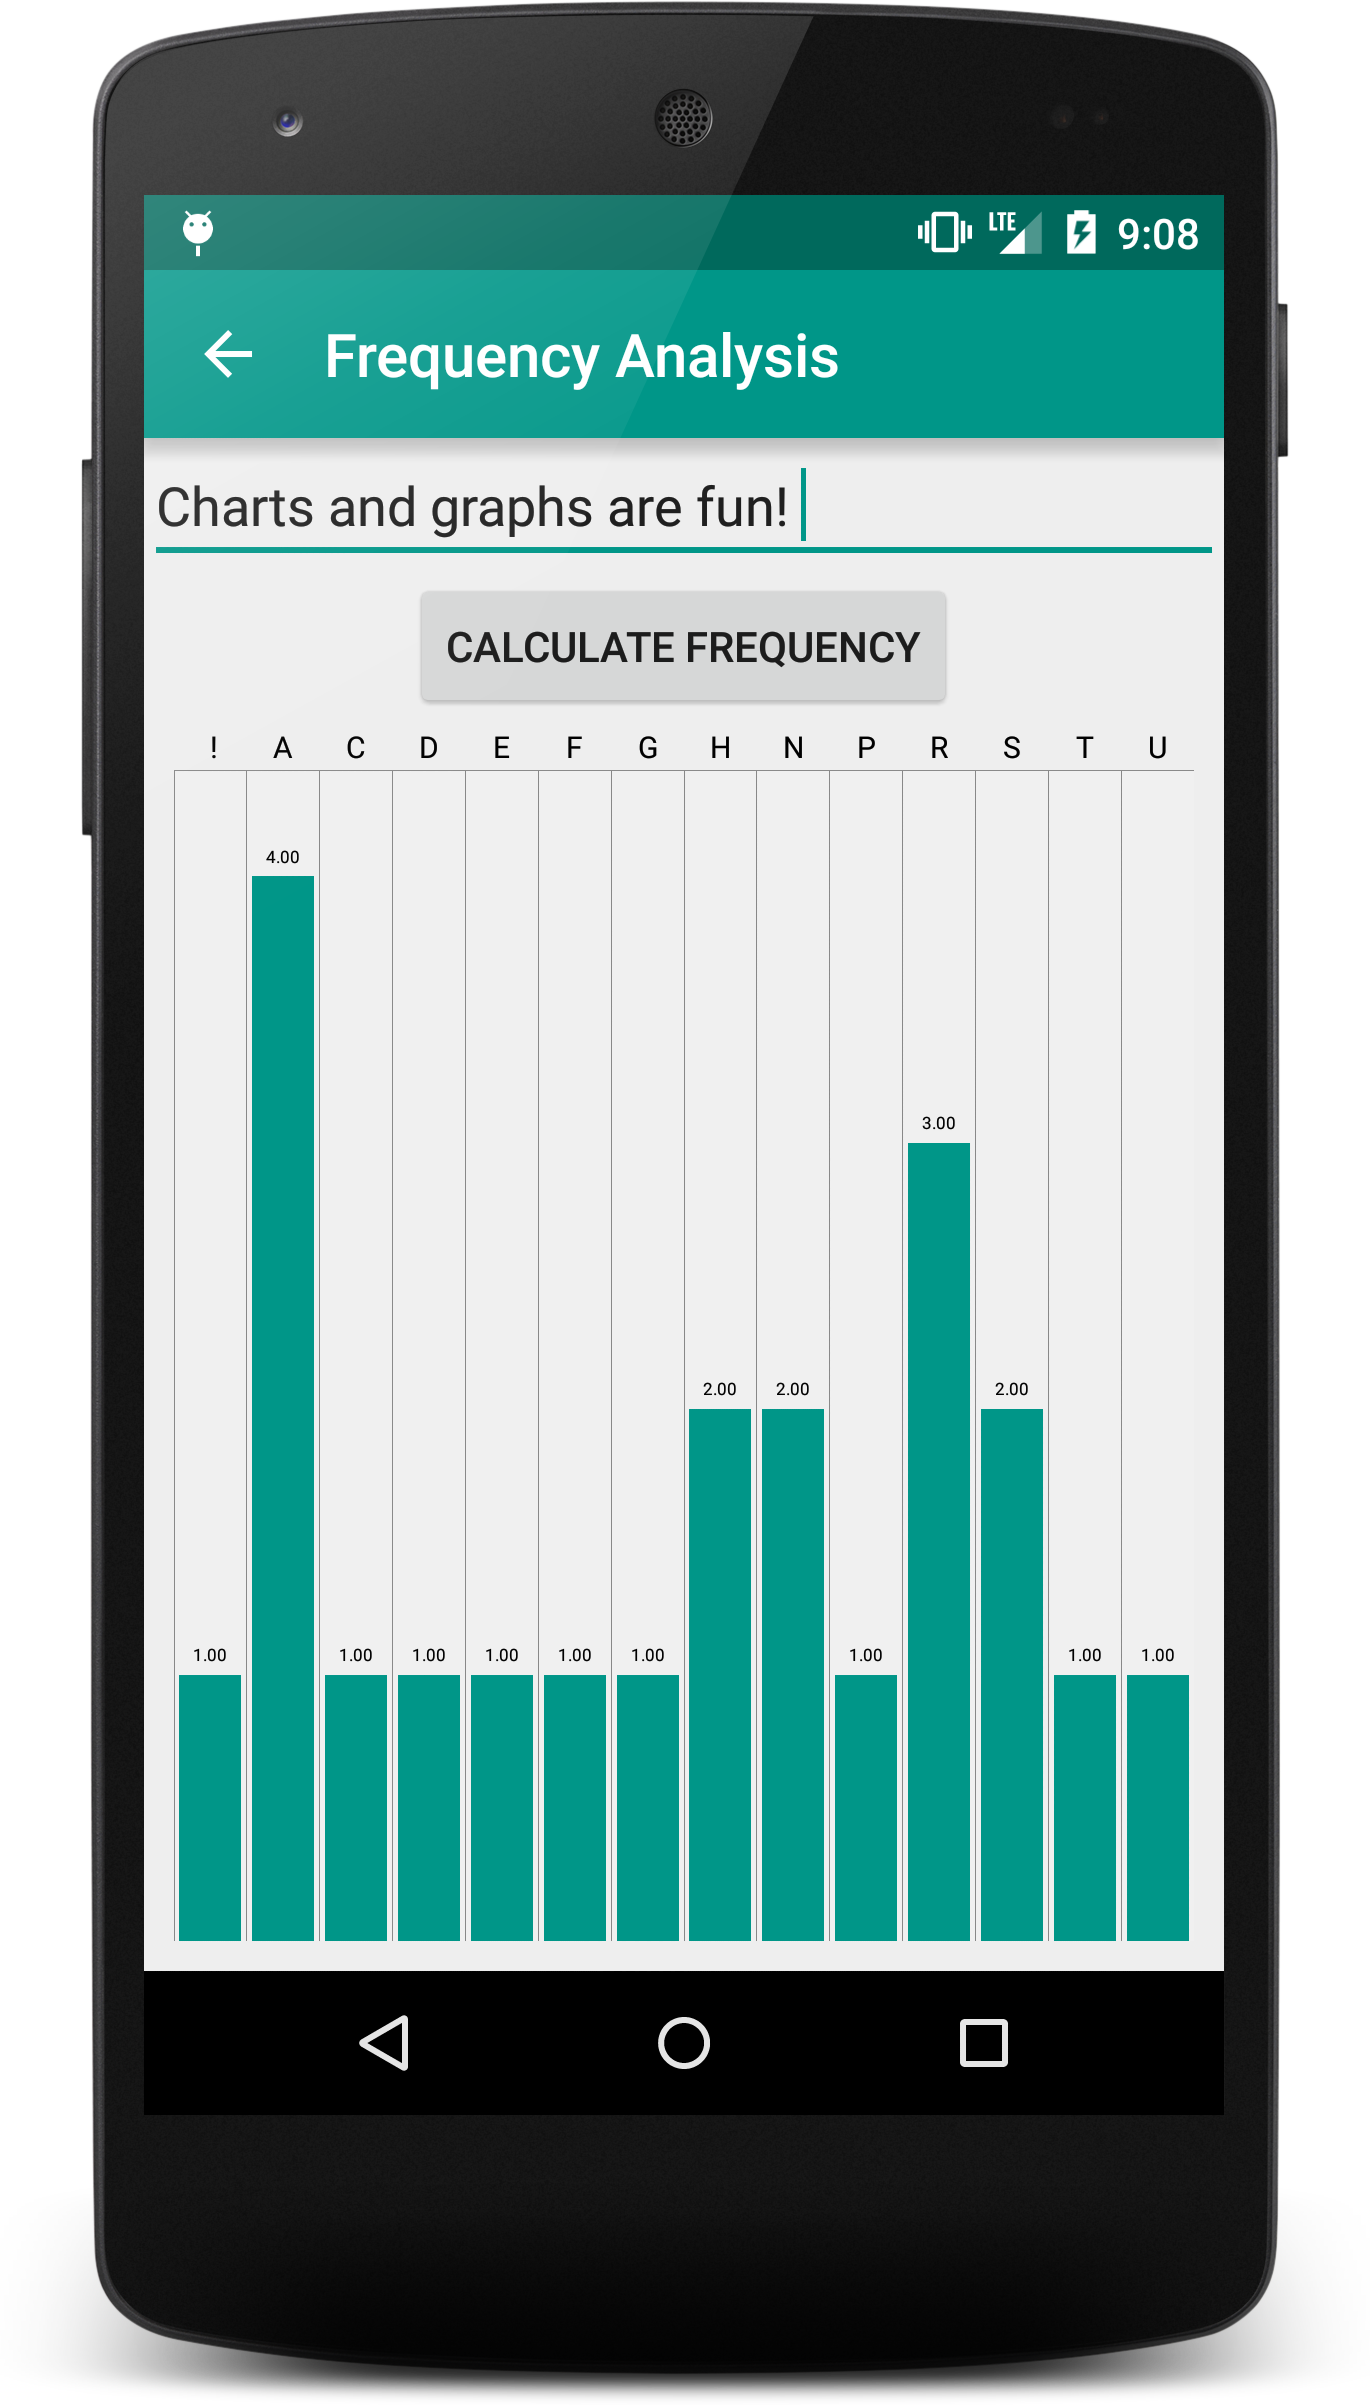 LTE 9:08
Frequency Analysis
Charts and graphs are fun!
CALCULATE FREQUENCY
! A C D E F G H N P R S T U
4.00
3.00
2.00 2.00 2.00
1.00 1.00 1.00 1.00 1.00 1.00 1.00 1.00 1.00